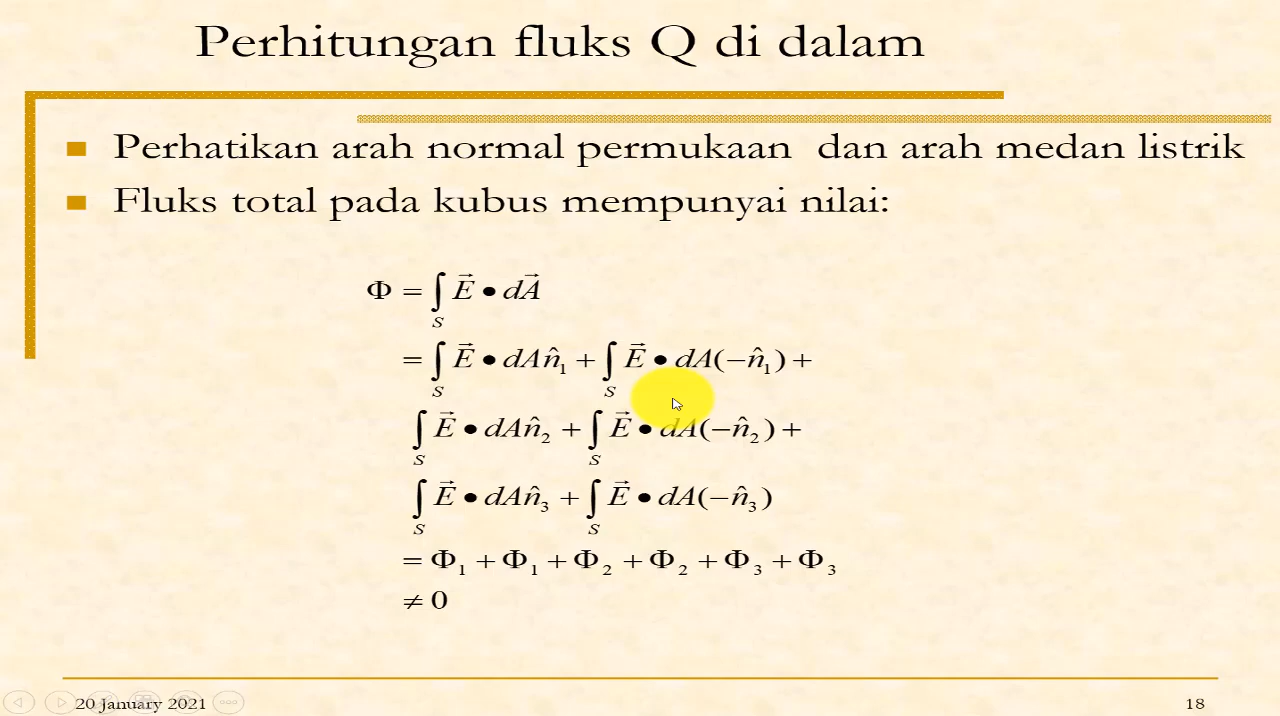 Perhitungan fluks Q di dalam
Perhatikan arah normal permukaan dan arah medan listrik
Fluks total pada kubus mempunyai nilai:
Φ = ∫_S E⃗ • dA⃗
= ∫_S E⃗ • dA n̂₁ + ∫_S E⃗ • dA(−n̂₁) +
∫_S E⃗ • dA n̂₂ + ∫_S E⃗ • dA(−n̂₂) +
∫_S E⃗ • dA n̂₃ + ∫_S E⃗ • dA(−n̂₃)
= Φ₁ + Φ₁ + Φ₂ + Φ₂ + Φ₃ + Φ₃
≠ 0
20 January 2021
18